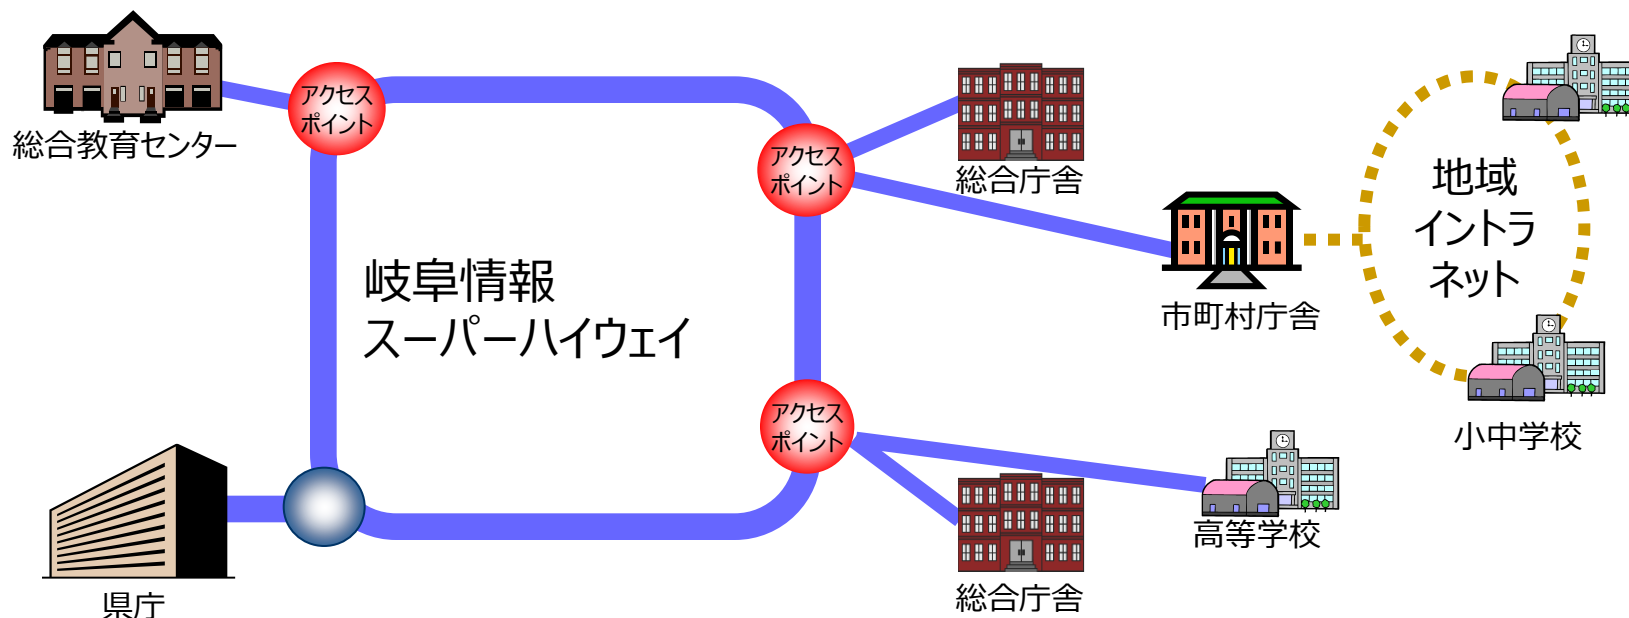 総合教育センター
アクセス
ポイント
アクセス
ポイント
総合庁舎
地域
イントラ
ネット
岐阜情報
スーパーハイウェイ
市町村庁舎
アクセス
ポイント
小中学校
高等学校
総合庁舎
県庁